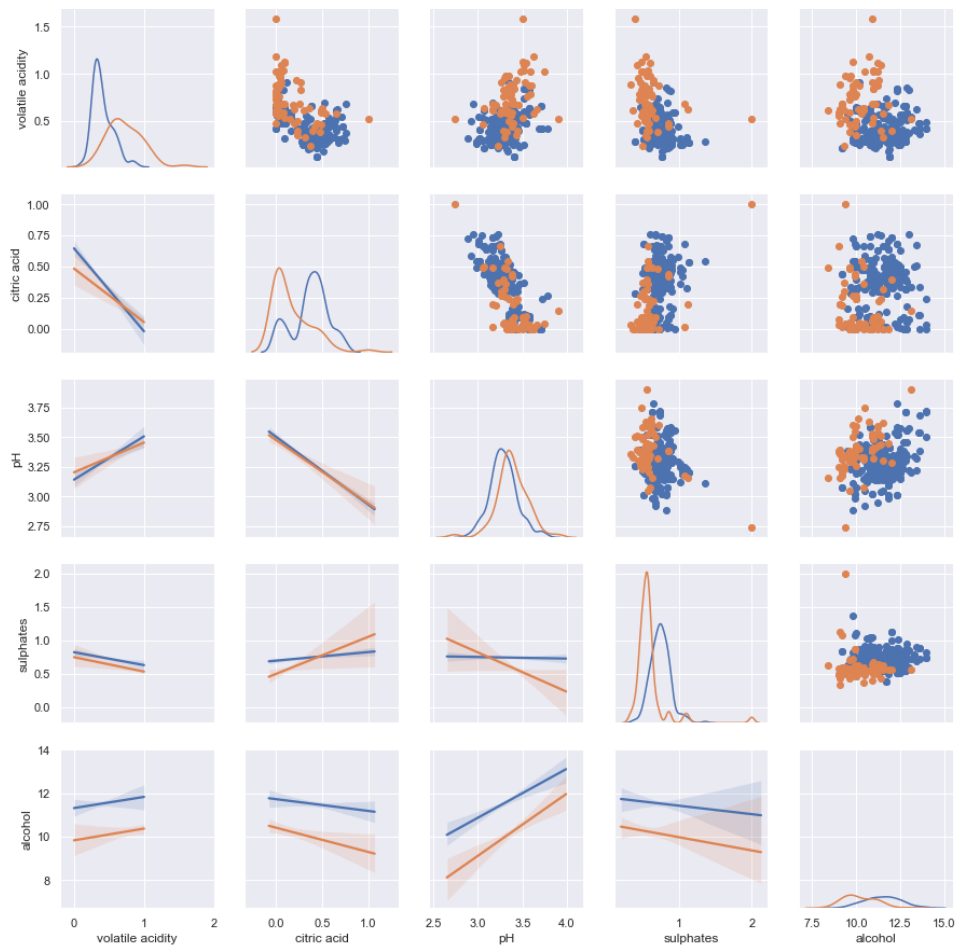 1.5
1.0
0.5
volatile acidity
1.00
0.75
0.50
0.25
0.00
citric acid
3.75
3.50
3.25
3.00
2.75
pH
2.0
1.5
1.0
0.5
0.0
sulphates
14
12
10
8
alcohol
0 1 2
volatile acidity
0.0 0.5 1.0
citric acid
2.5 3.0 3.5 4.0
pH
1 2
sulphates
7.5 10.0 12.5 15.0
alcohol